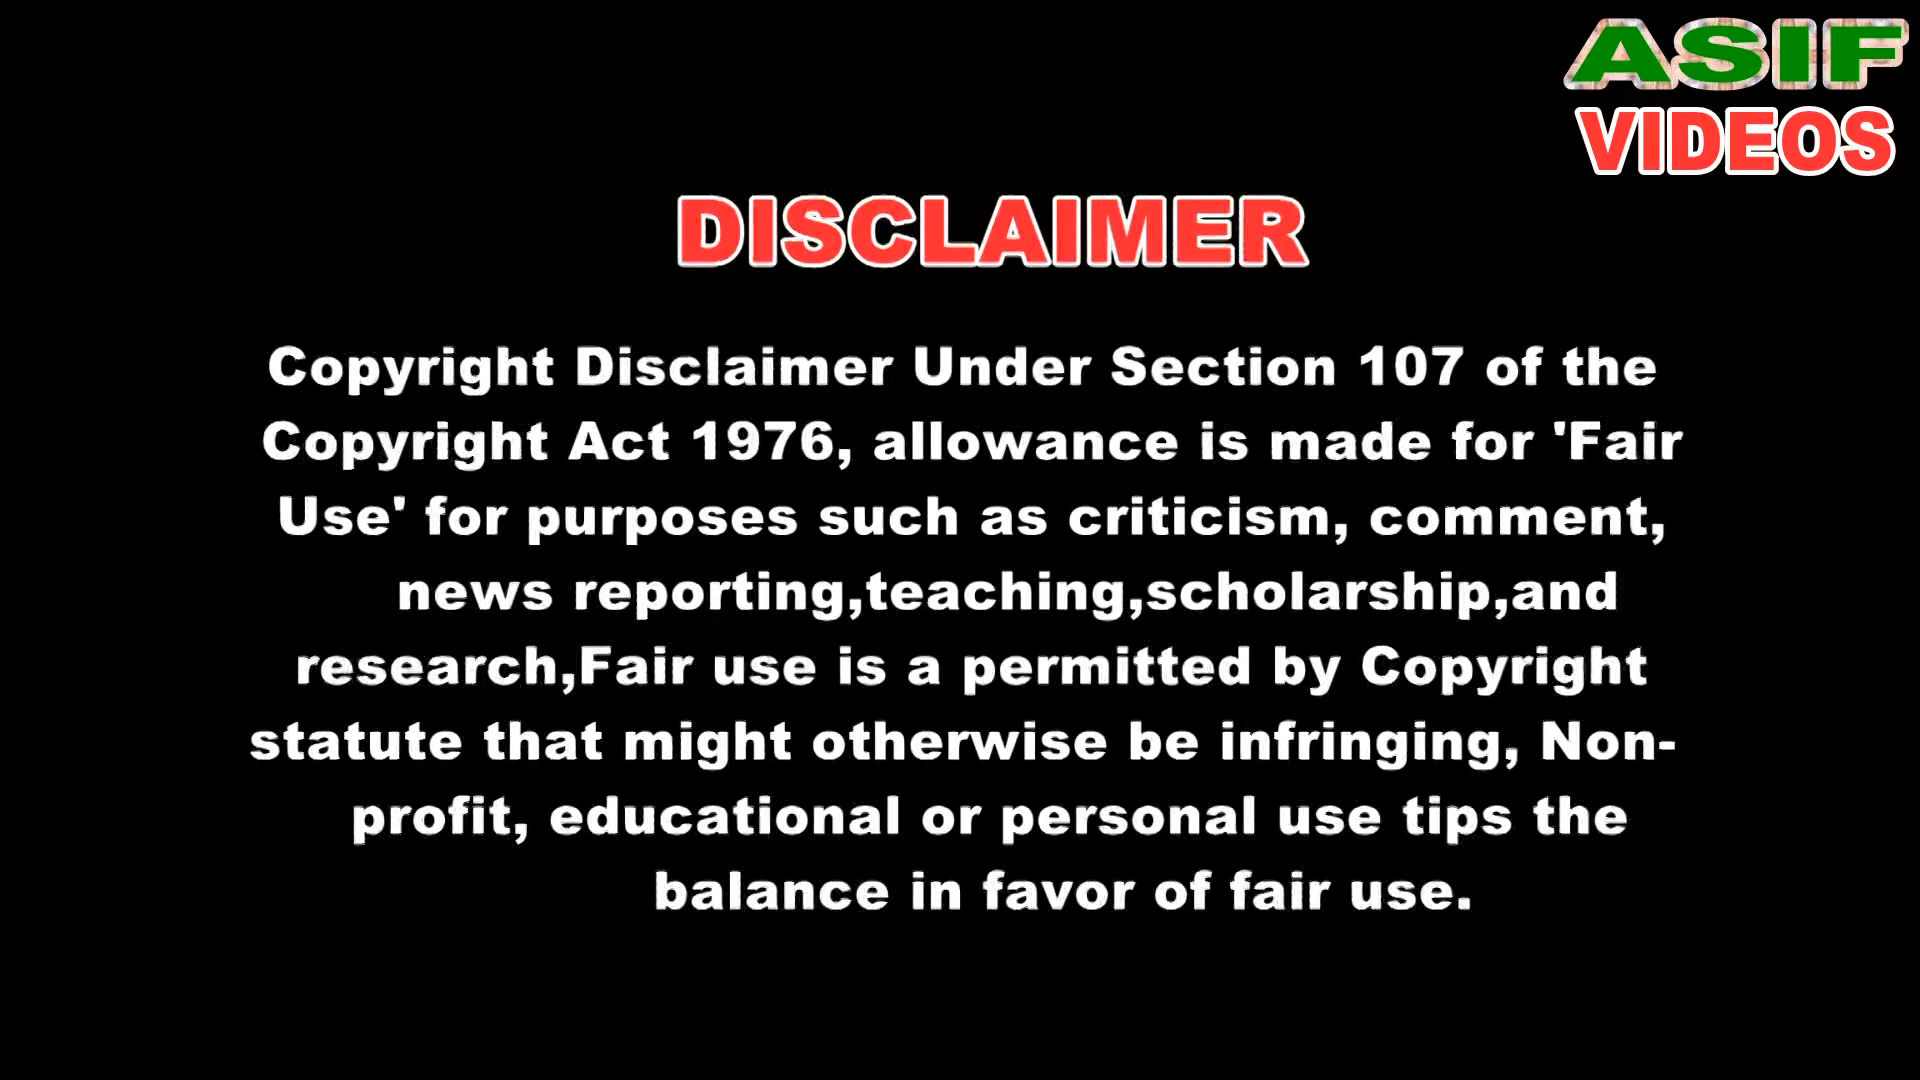 ASIF
VIDEOS
DISCLAIMER
Copyright Disclaimer Under Section 107 of the
Copyright Act 1976, allowance is made for 'Fair
Use' for purposes such as criticism, comment,
news reporting,teaching,scholarship,and
research,Fair use is a permitted by Copyright
statute that might otherwise be infringing, Non-
profit, educational or personal use tips the
balance in favor of fair use.